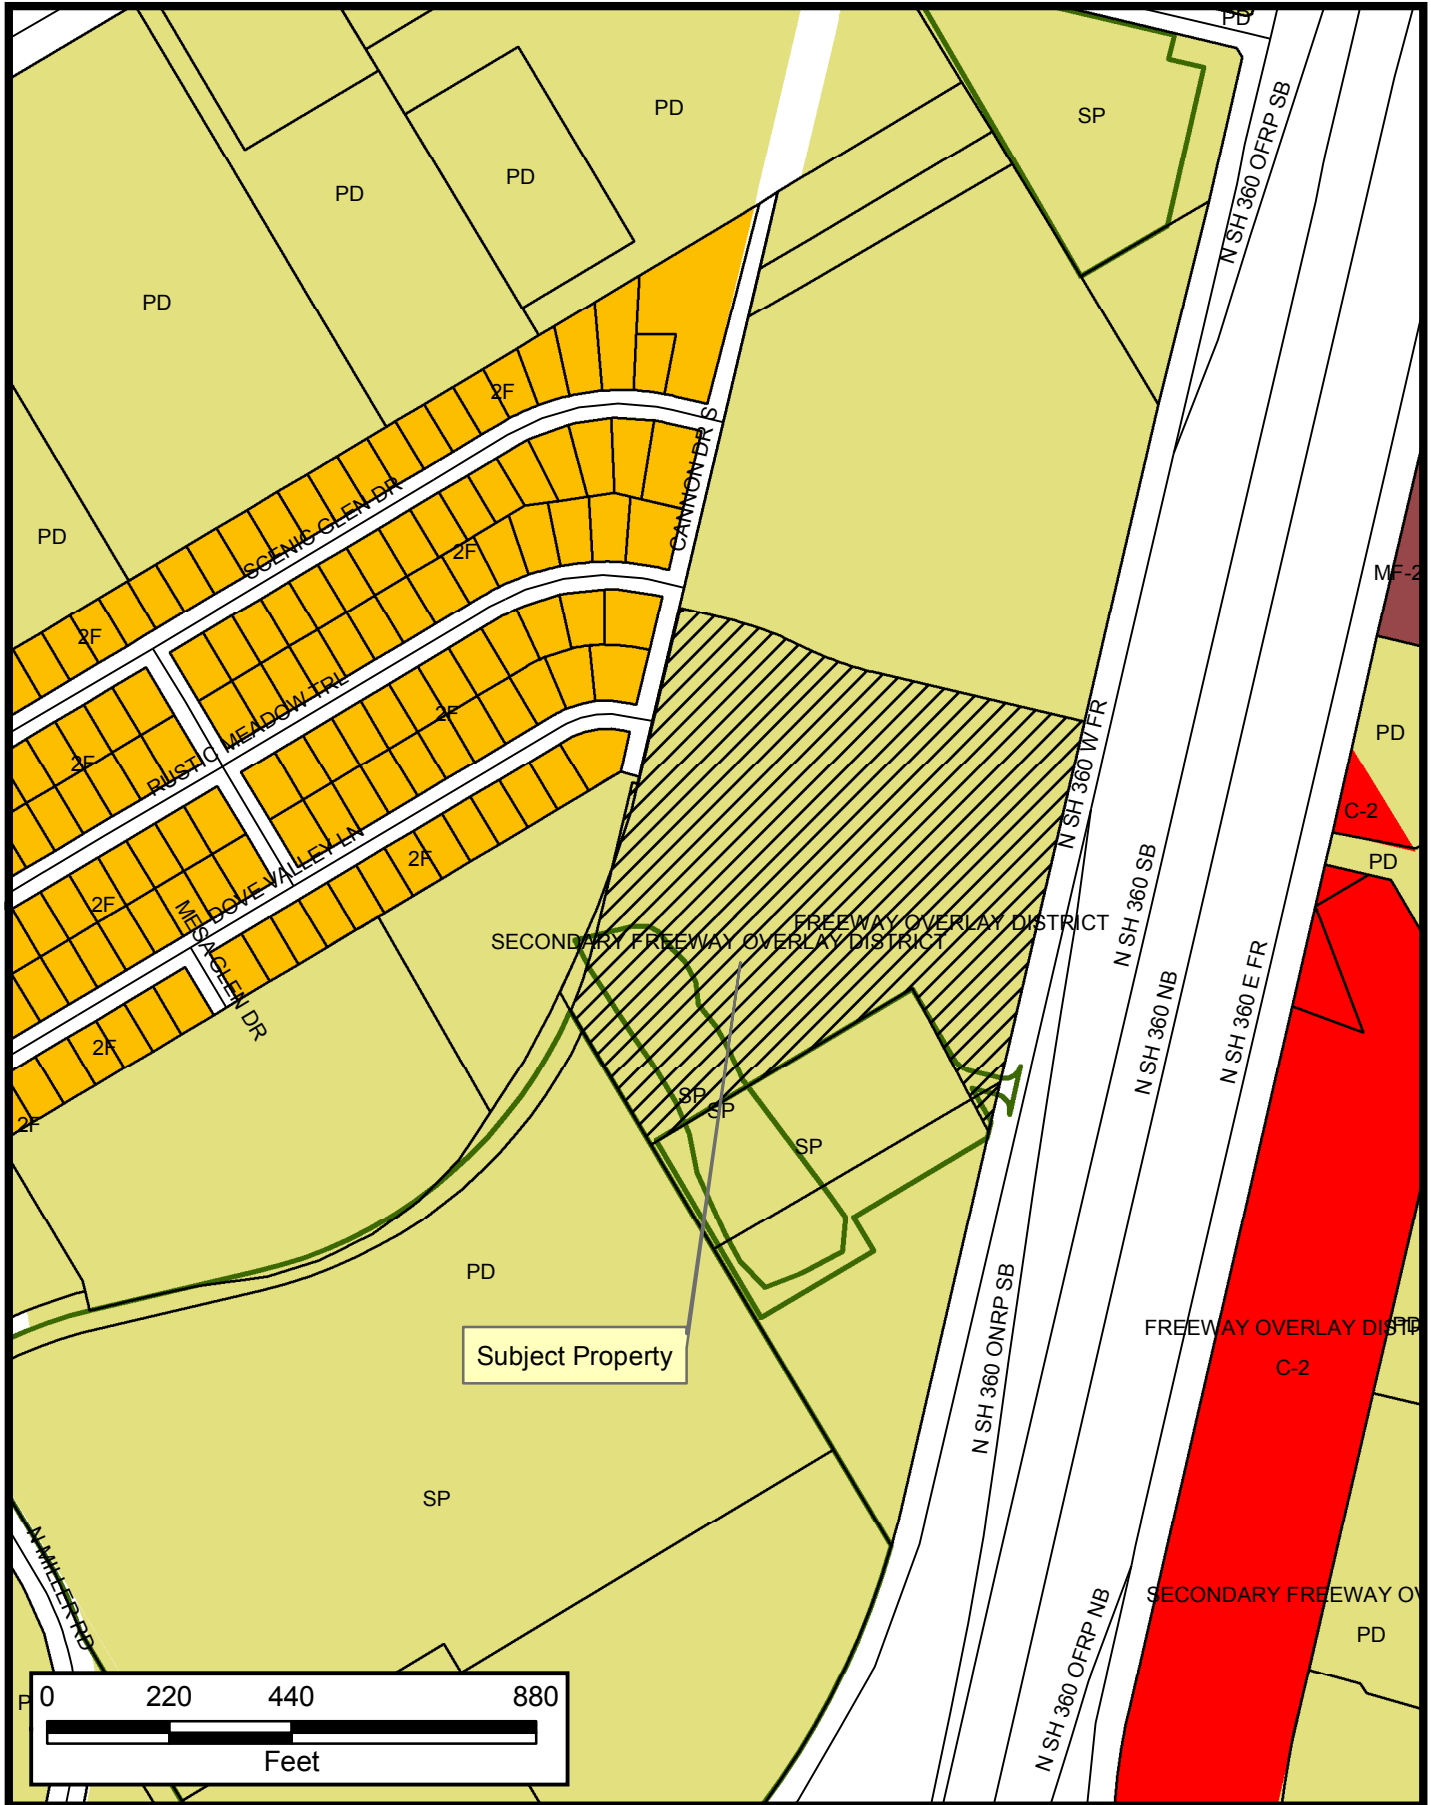 PD
PD
SP
PD
PD
PD
N SH 360 OFRP SB
2F
CANNON DR S
SCENIC GLEN DR
PD
2F
MF-2
2F
RUSTIC MEADOW TRL
2F
2F
N SH 360 W FR
PD
C-2
DOVE VALLEY LN
2F
PD
2F
MESAGLEN DR
N SH 360 SB
FREEWAY OVERLAY DISTRICT
SECONDARY FREEWAY OVERLAY DISTRICT
N SH 360 NB
N SH 360 E FR
2F
SP
SP
2F
SP
PD
N SH 360 ONRP SB
FREEWAY OVERLAY DIST
PD
Subject Property
C-2
SP
N MILLER RD
SECONDARY FREEWAY OV
PD
N SH 360 OFRP NB
P
0 220 440 880
Feet